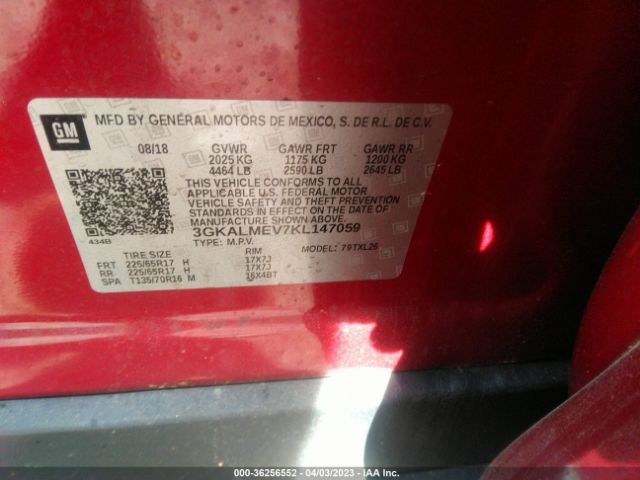 GM
MFD BY GENERAL MOTORS DE MEXICO, S. DE R.L. DE C.V.
08/18 GVWR GAWR FRT GAWR RR
2025 KG 1175 KG 1200 KG
4464 LB 2590 LB 2645 LB
THIS VEHICLE CONFORMS TO ALL
APPLICABLE U.S. FEDERAL MOTOR
VEHICLE SAFETY AND THEFT PREVENTION
STANDARDS IN EFFECT ON THE DATE OF
MANUFACTURE SHOWN ABOVE.
3GKALMEV7KL147059
434B TYPE: M.P.V. MODEL: 79TXL26
TIRE SIZE RIM
FRT 225/65R17 H 17X7J
RR 225/65R17 H 17X7J
SPA T135/70R16 M 16X4BT
000-36256552 - 04/03/2023 - IAA Inc.